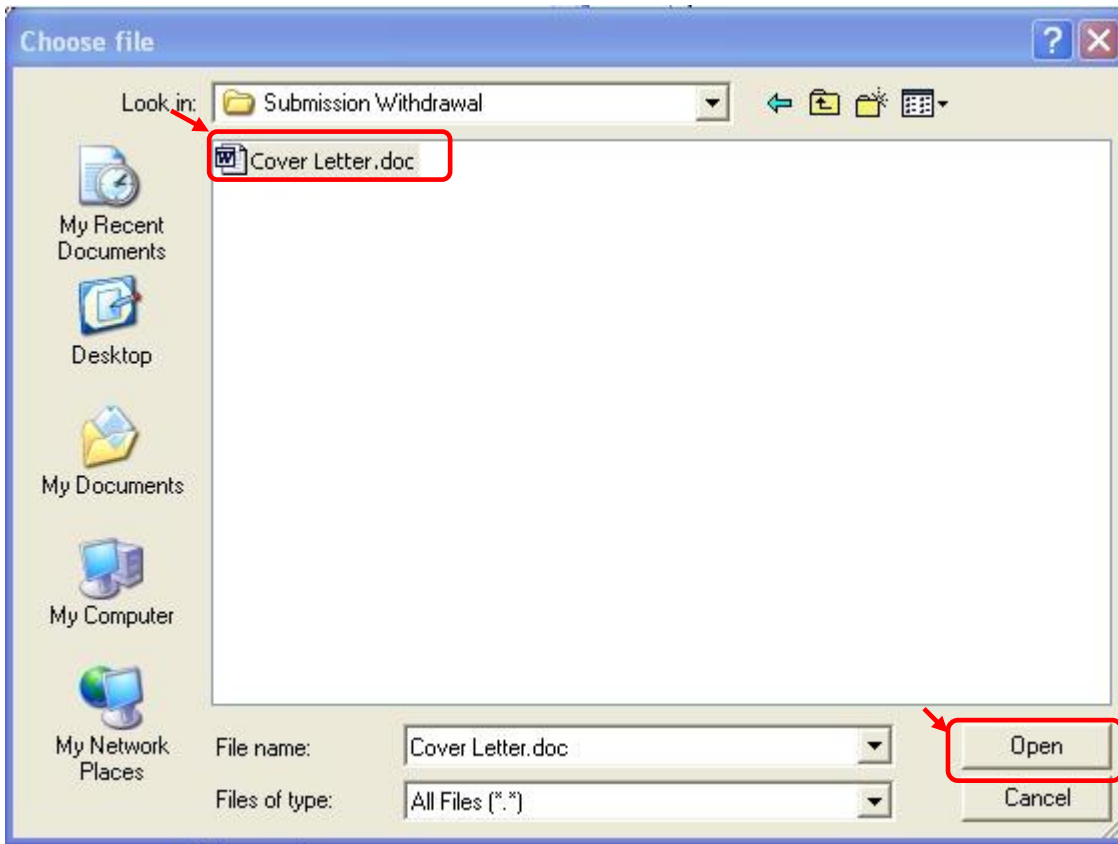 Choose file
Look in:
Submission Withdrawal
Cover Letter.doc
My Recent
Documents
Desktop
My Documents
My Computer
My Network
Places
File name:
Cover Letter.doc
Open
Files of type:
All Files (*.*)
Cancel